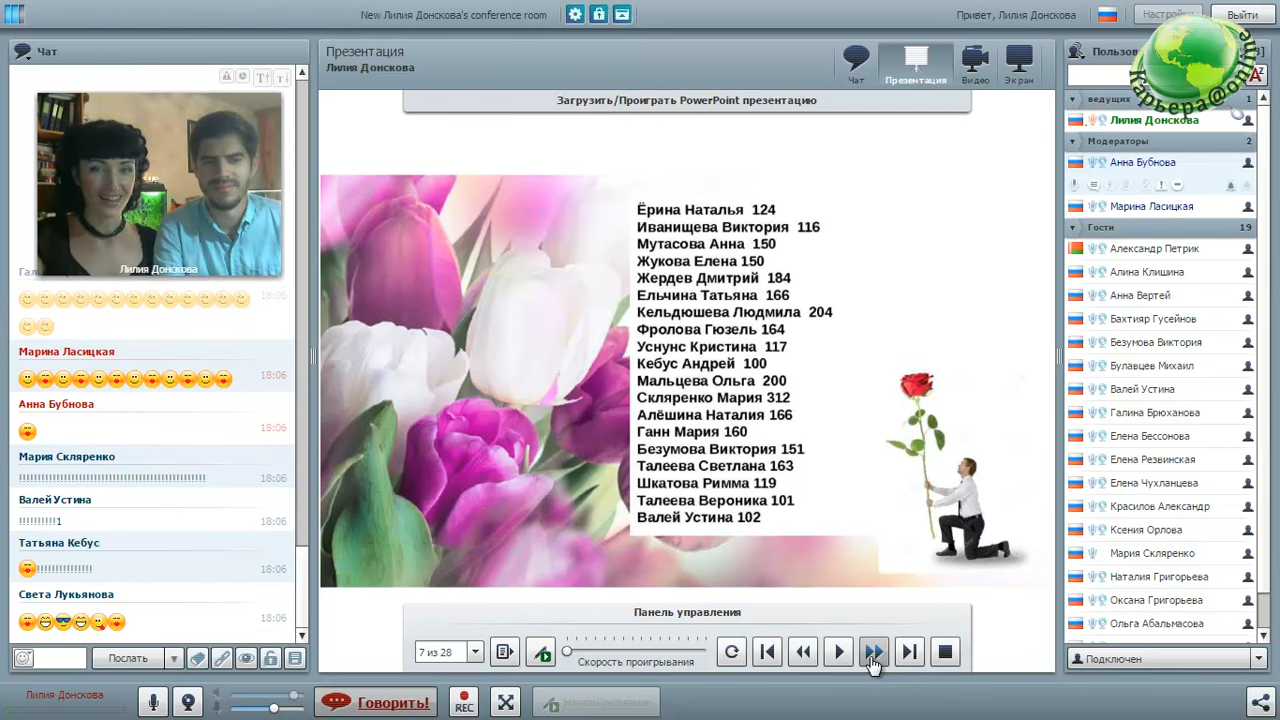 New Лилия Донскова's conference room
Привет, Лилия Донскова
Настройки
Выйти
Чат
Лилия Донскова
18:06
Марина Ласицкая
18:06
Анна Бубнова
18:06
Мария Скляренко
!!!!!!!!!!!!!!!!!!!!!!!!!!!!!!!!!!!!!!!!!!!!!!! 18:06
Валей Устина
!!!!!!!!!!1 18:06
Татьяна Кебус
!!!!!!!!!!!!!!! 18:06
Света Лукьянова
18:06
Послать
Презентация
Лилия Донскова
Чат
Презентация
Видео
Экран
Загрузить/Проиграть PowerPoint презентацию
Ёрина Наталья 124
Иванищева Виктория 116
Мутасова Анна 150
Жукова Елена 150
Жердев Дмитрий 184
Ельчина Татьяна 166
Кельдюшева Людмила 204
Фролова Гюзель 164
Уснунс Кристина 117
Кебус Андрей 100
Мальцева Ольга 200
Скляренко Мария 312
Алёшина Наталия 166
Ганн Мария 160
Безумова Виктория 151
Талеева Светлана 163
Шкатова Римма 119
Талеева Вероника 101
Валей Устина 102
Панель управления
7 из 28
Скорость проигрывания
карьера@online
ведущих 1
Лилия Донскова
Модераторы 2
Анна Бубнова
Марина Ласицкая
Гости 19
Александр Петрик
Алина Клишина
Анна Вертей
Бахтияр Гусейнов
Безумова Виктория
Булавцев Михаил
Валей Устина
Галина Брюханова
Елена Бессонова
Елена Резвинская
Елена Чухланцева
Красилов Александр
Ксения Орлова
Мария Скляренко
Наталия Григорьева
Оксана Григорьева
Ольга Абальмасова
Подключен
Лилия Донскова
Говорить!
REC